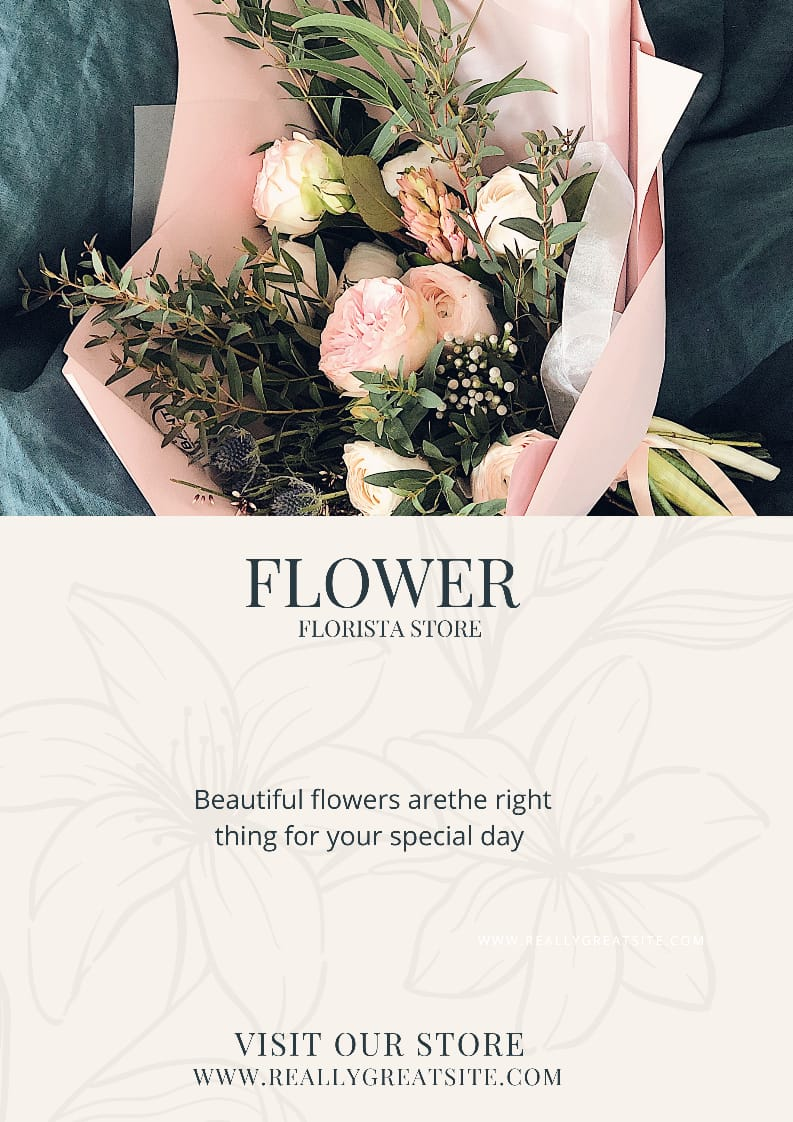 FLOWER
FLORISTA STORE
Beautiful flowers arethe right
thing for your special day
WWW.REALLYGREATSITE.COM
VISIT OUR STORE
WWW.REALLYGREATSITE.COM